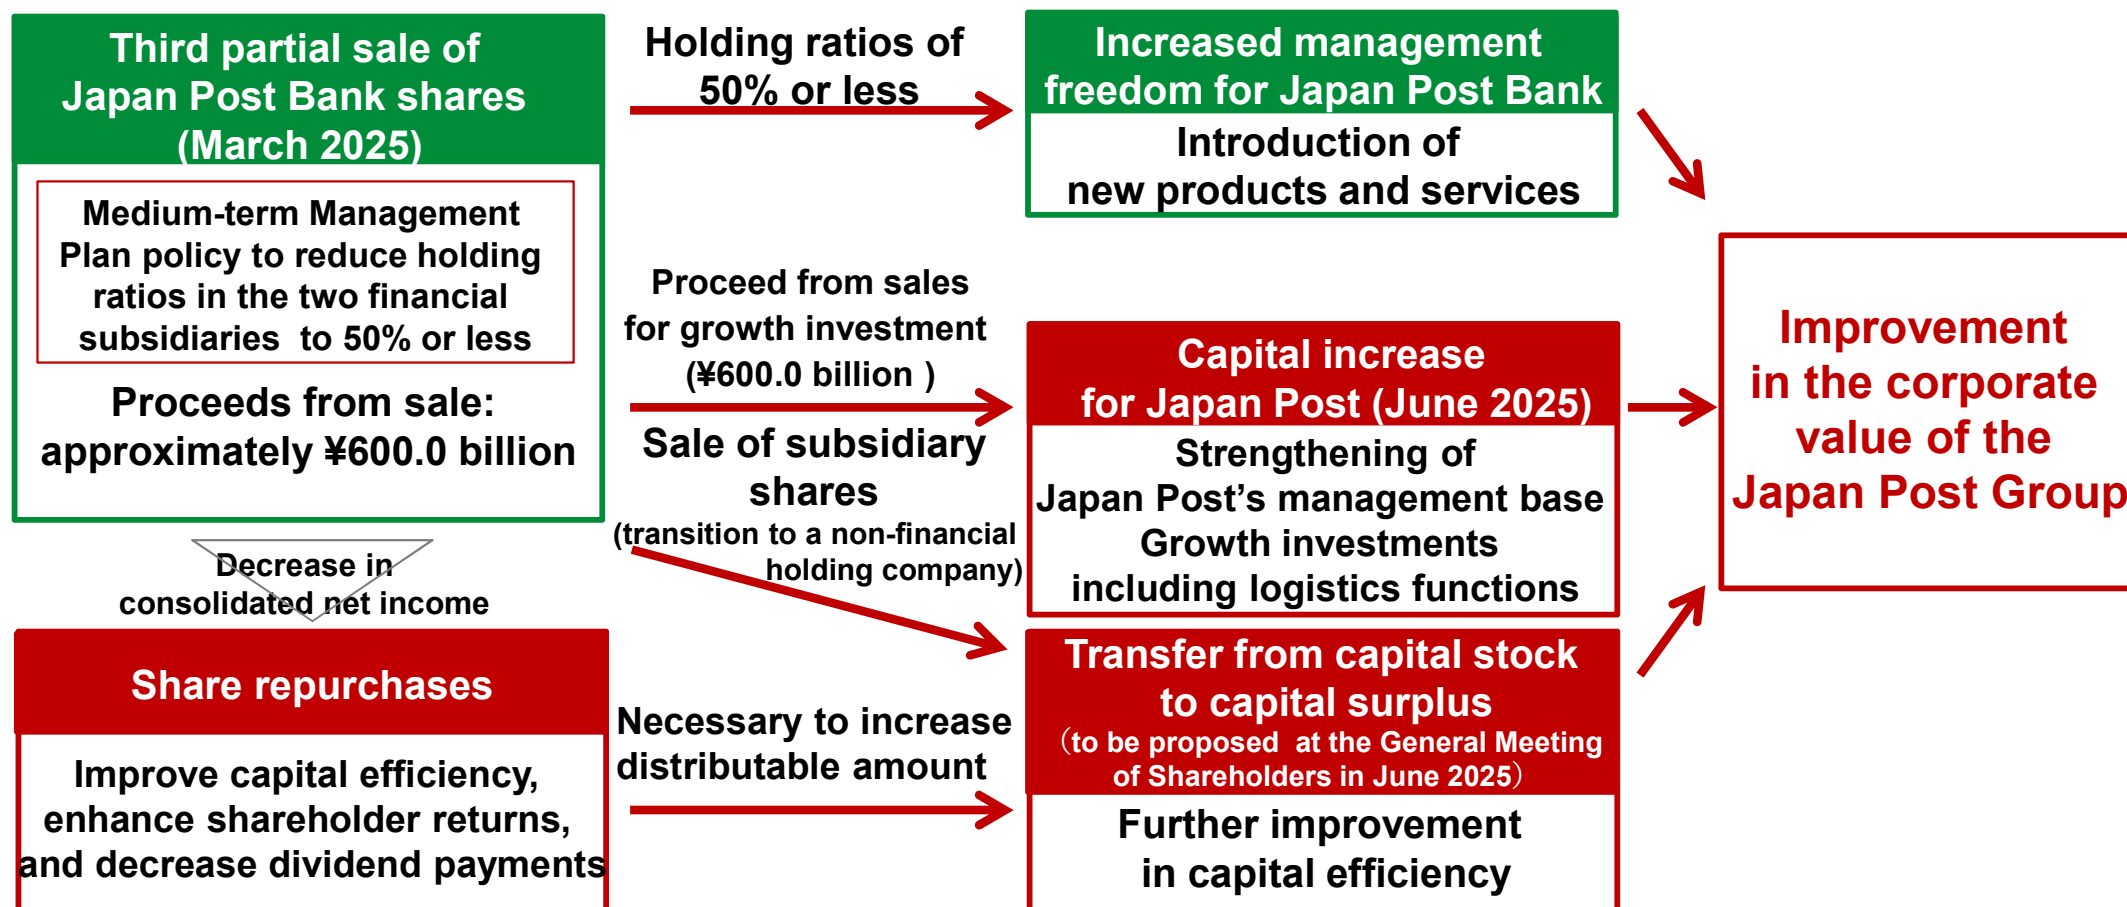 Third partial sale of
Japan Post Bank shares
(March 2025)
Medium-term Management
Plan policy to reduce holding
ratios in the two financial
subsidiaries  to 50% or less
Proceeds from sale:
approximately ¥600.0 billion
Decrease in
consolidated net income
Share repurchases
Improve capital efficiency,
enhance shareholder returns,
and decrease dividend payments
Holding ratios of
50% or less
Proceed from sales
for growth investment
(¥600.0 billion )
Sale of subsidiary
shares
(transition to a non-financial
holding company)
Necessary to increase
distributable amount
Increased management
freedom for Japan Post Bank
Introduction of
new products and services
Capital increase
for Japan Post (June 2025)
Strengthening of
Japan Post’s management base
Growth investments
including logistics functions
Transfer from capital stock
to capital surplus
（to be proposed  at the General Meeting
of Shareholders in June 2025）
Further improvement
in capital efficiency
Improvement
in the corporate
value of the
Japan Post Group